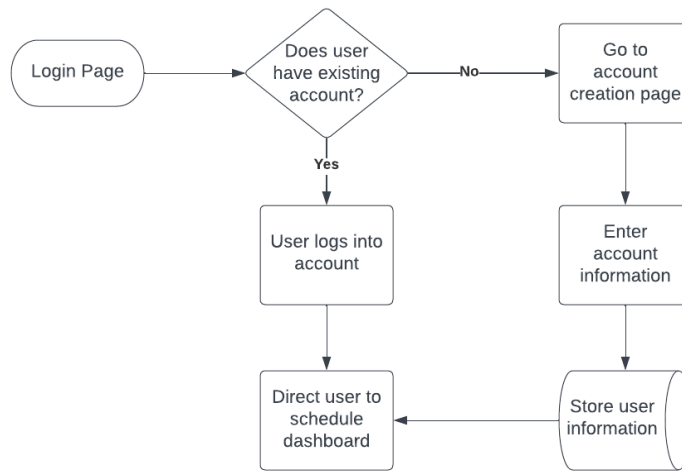 Login Page
Does user
have existing
account?
No
Go to
account
creation page
Yes
User logs into
account
Enter
account
information
Direct user to
schedule
dashboard
Store user
information